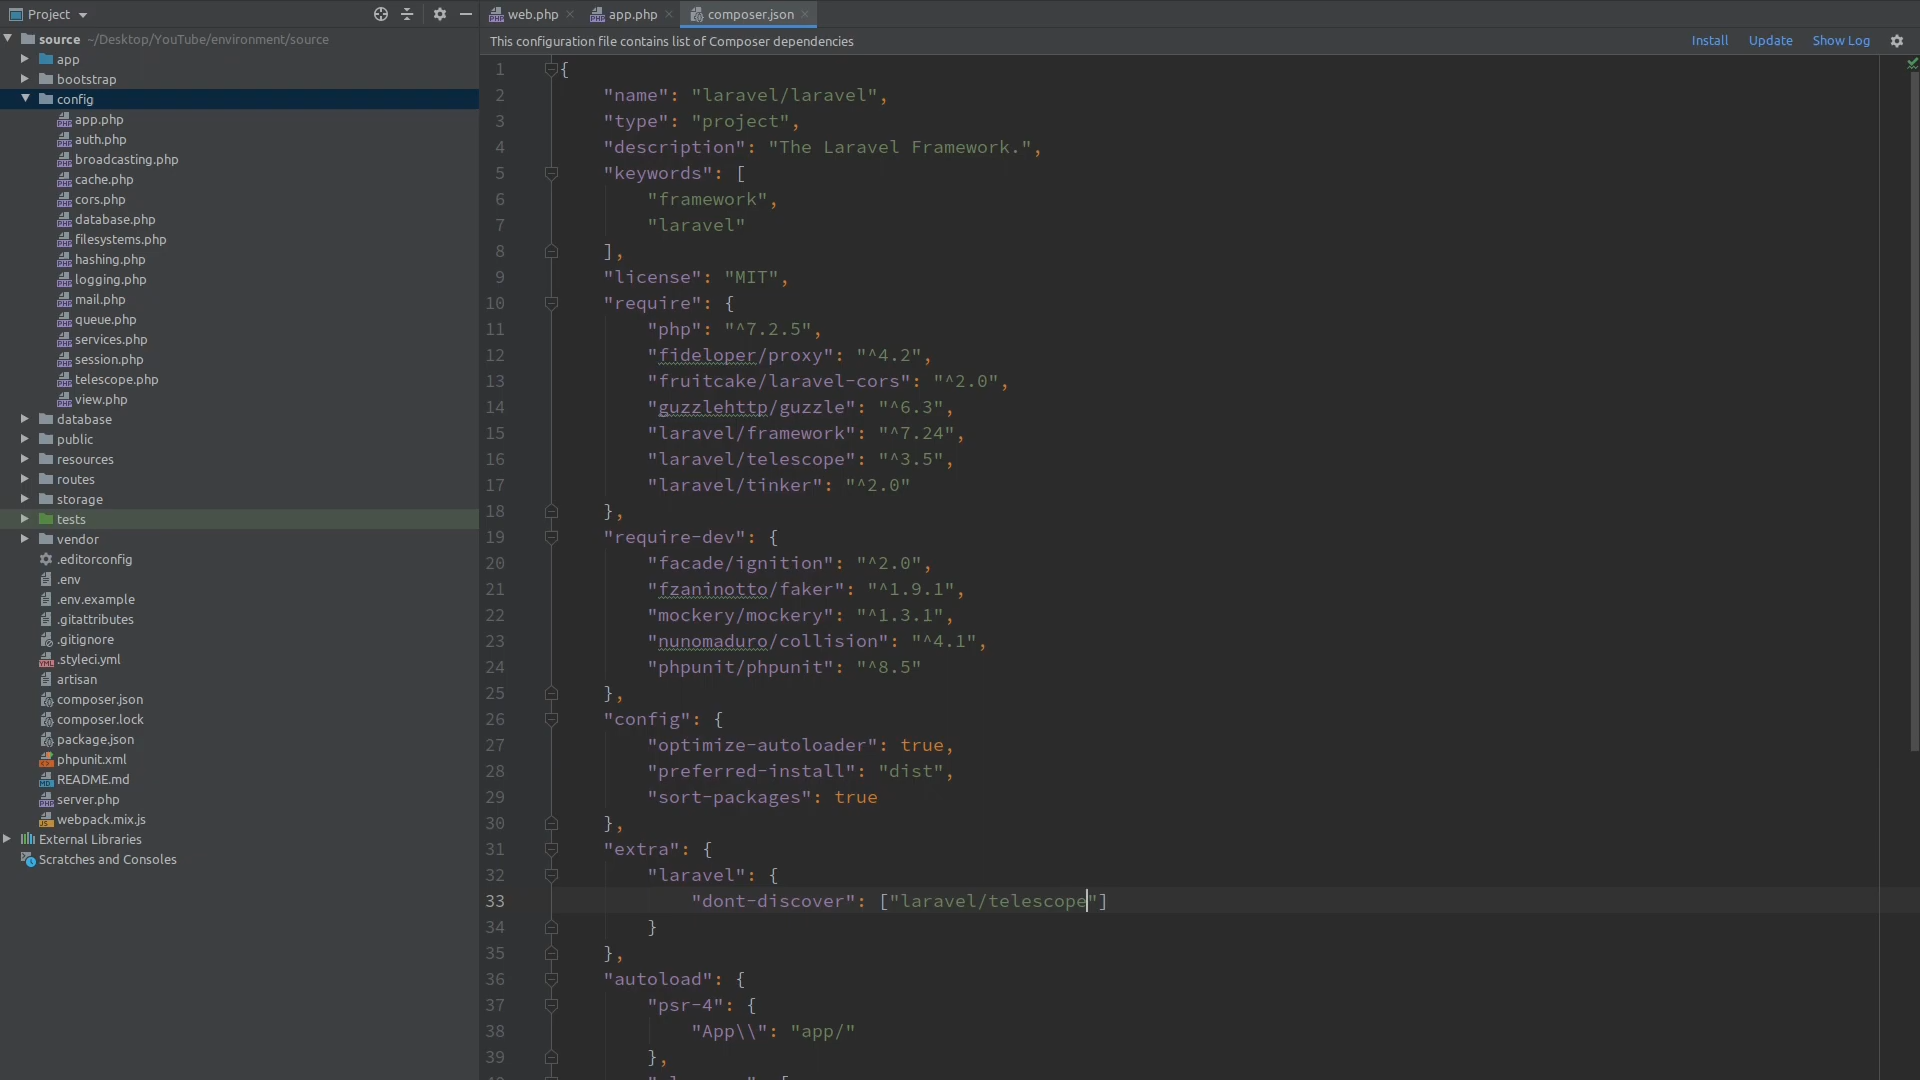 Project
source ~/Desktop/YouTube/environment/source
app
bootstrap
config
app.php
auth.php
broadcasting.php
cache.php
cors.php
database.php
filesystems.php
hashing.php
logging.php
mail.php
queue.php
services.php
session.php
telescope.php
view.php
database
public
resources
routes
storage
tests
vendor
.editorconfig
.env
.env.example
.gitattributes
.gitignore
.styleci.yml
artisan
composer.json
composer.lock
package.json
phpunit.xml
README.md
server.php
webpack.mix.js
External Libraries
Scratches and Consoles
web.php app.php composer.json
This configuration file contains list of Composer dependencies Install Update Show Log
1 {
2 "name": "laravel/laravel",
3 "type": "project",
4 "description": "The Laravel Framework.",
5 "keywords": [
6 "framework",
7 "laravel"
8 ],
9 "license": "MIT",
10 "require": {
11 "php": "^7.2.5",
12 "fideloper/proxy": "^4.2",
13 "fruitcake/laravel-cors": "^2.0",
14 "guzzlehttp/guzzle": "^6.3",
15 "laravel/framework": "^7.24",
16 "laravel/telescope": "^3.5",
17 "laravel/tinker": "^2.0"
18 },
19 "require-dev": {
20 "facade/ignition": "^2.0",
21 "fzaninotto/faker": "^1.9.1",
22 "mockery/mockery": "^1.3.1",
23 "nunomaduro/collision": "^4.1",
24 "phpunit/phpunit": "^8.5"
25 },
26 "config": {
27 "optimize-autoloader": true,
28 "preferred-install": "dist",
29 "sort-packages": true
30 },
31 "extra": {
32 "laravel": {
33 "dont-discover": ["laravel/telescope"]
34 }
35 },
36 "autoload": {
37 "psr-4": {
38 "App\\": "app/"
39 },